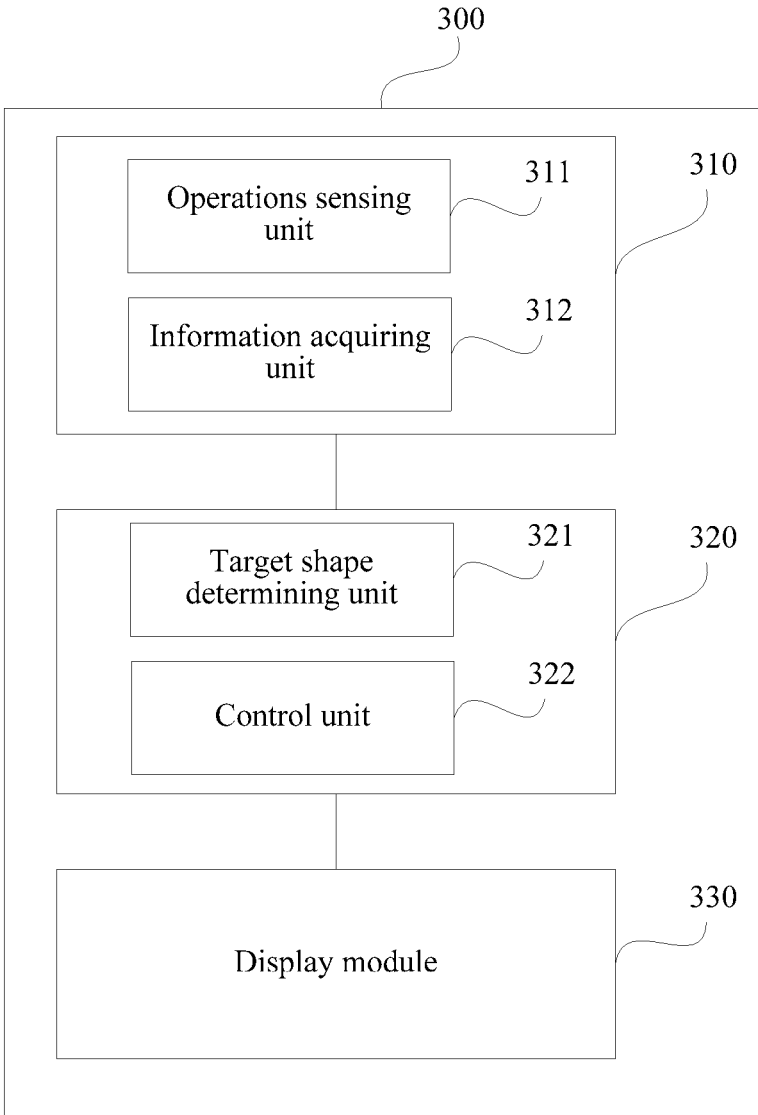 300
310
Operations sensing
unit
311
Information acquiring
unit
312
320
Target shape
determining unit
321
Control unit
322
Display module
330